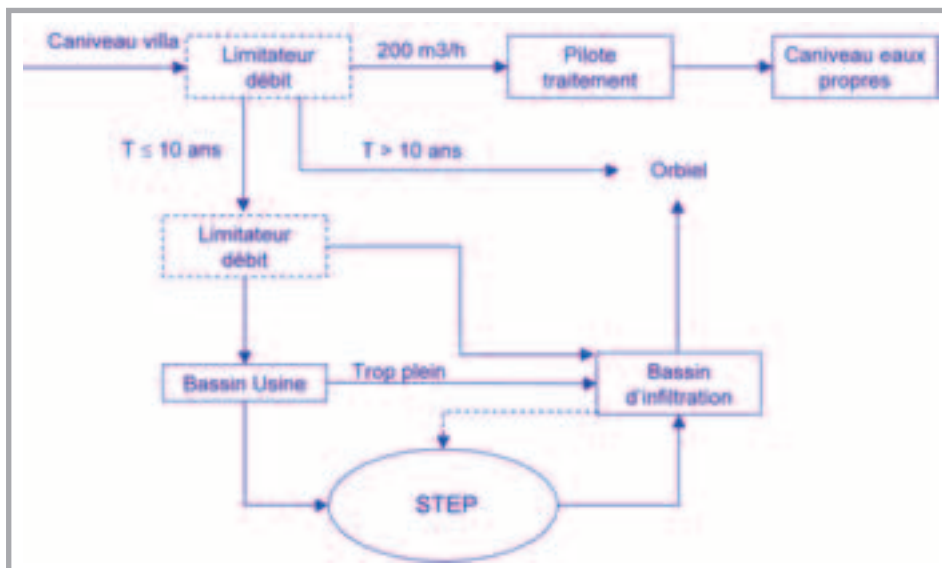 Caniveau villa
Limitateur
débit
200 m3/h
Pilote
traitement
Caniveau eaux
propres
T ≤ 10 ans
T > 10 ans
Orbiel
Limitateur
débit
Bassin Usine
Trop plein
Bassin
d'infiltration
STEP